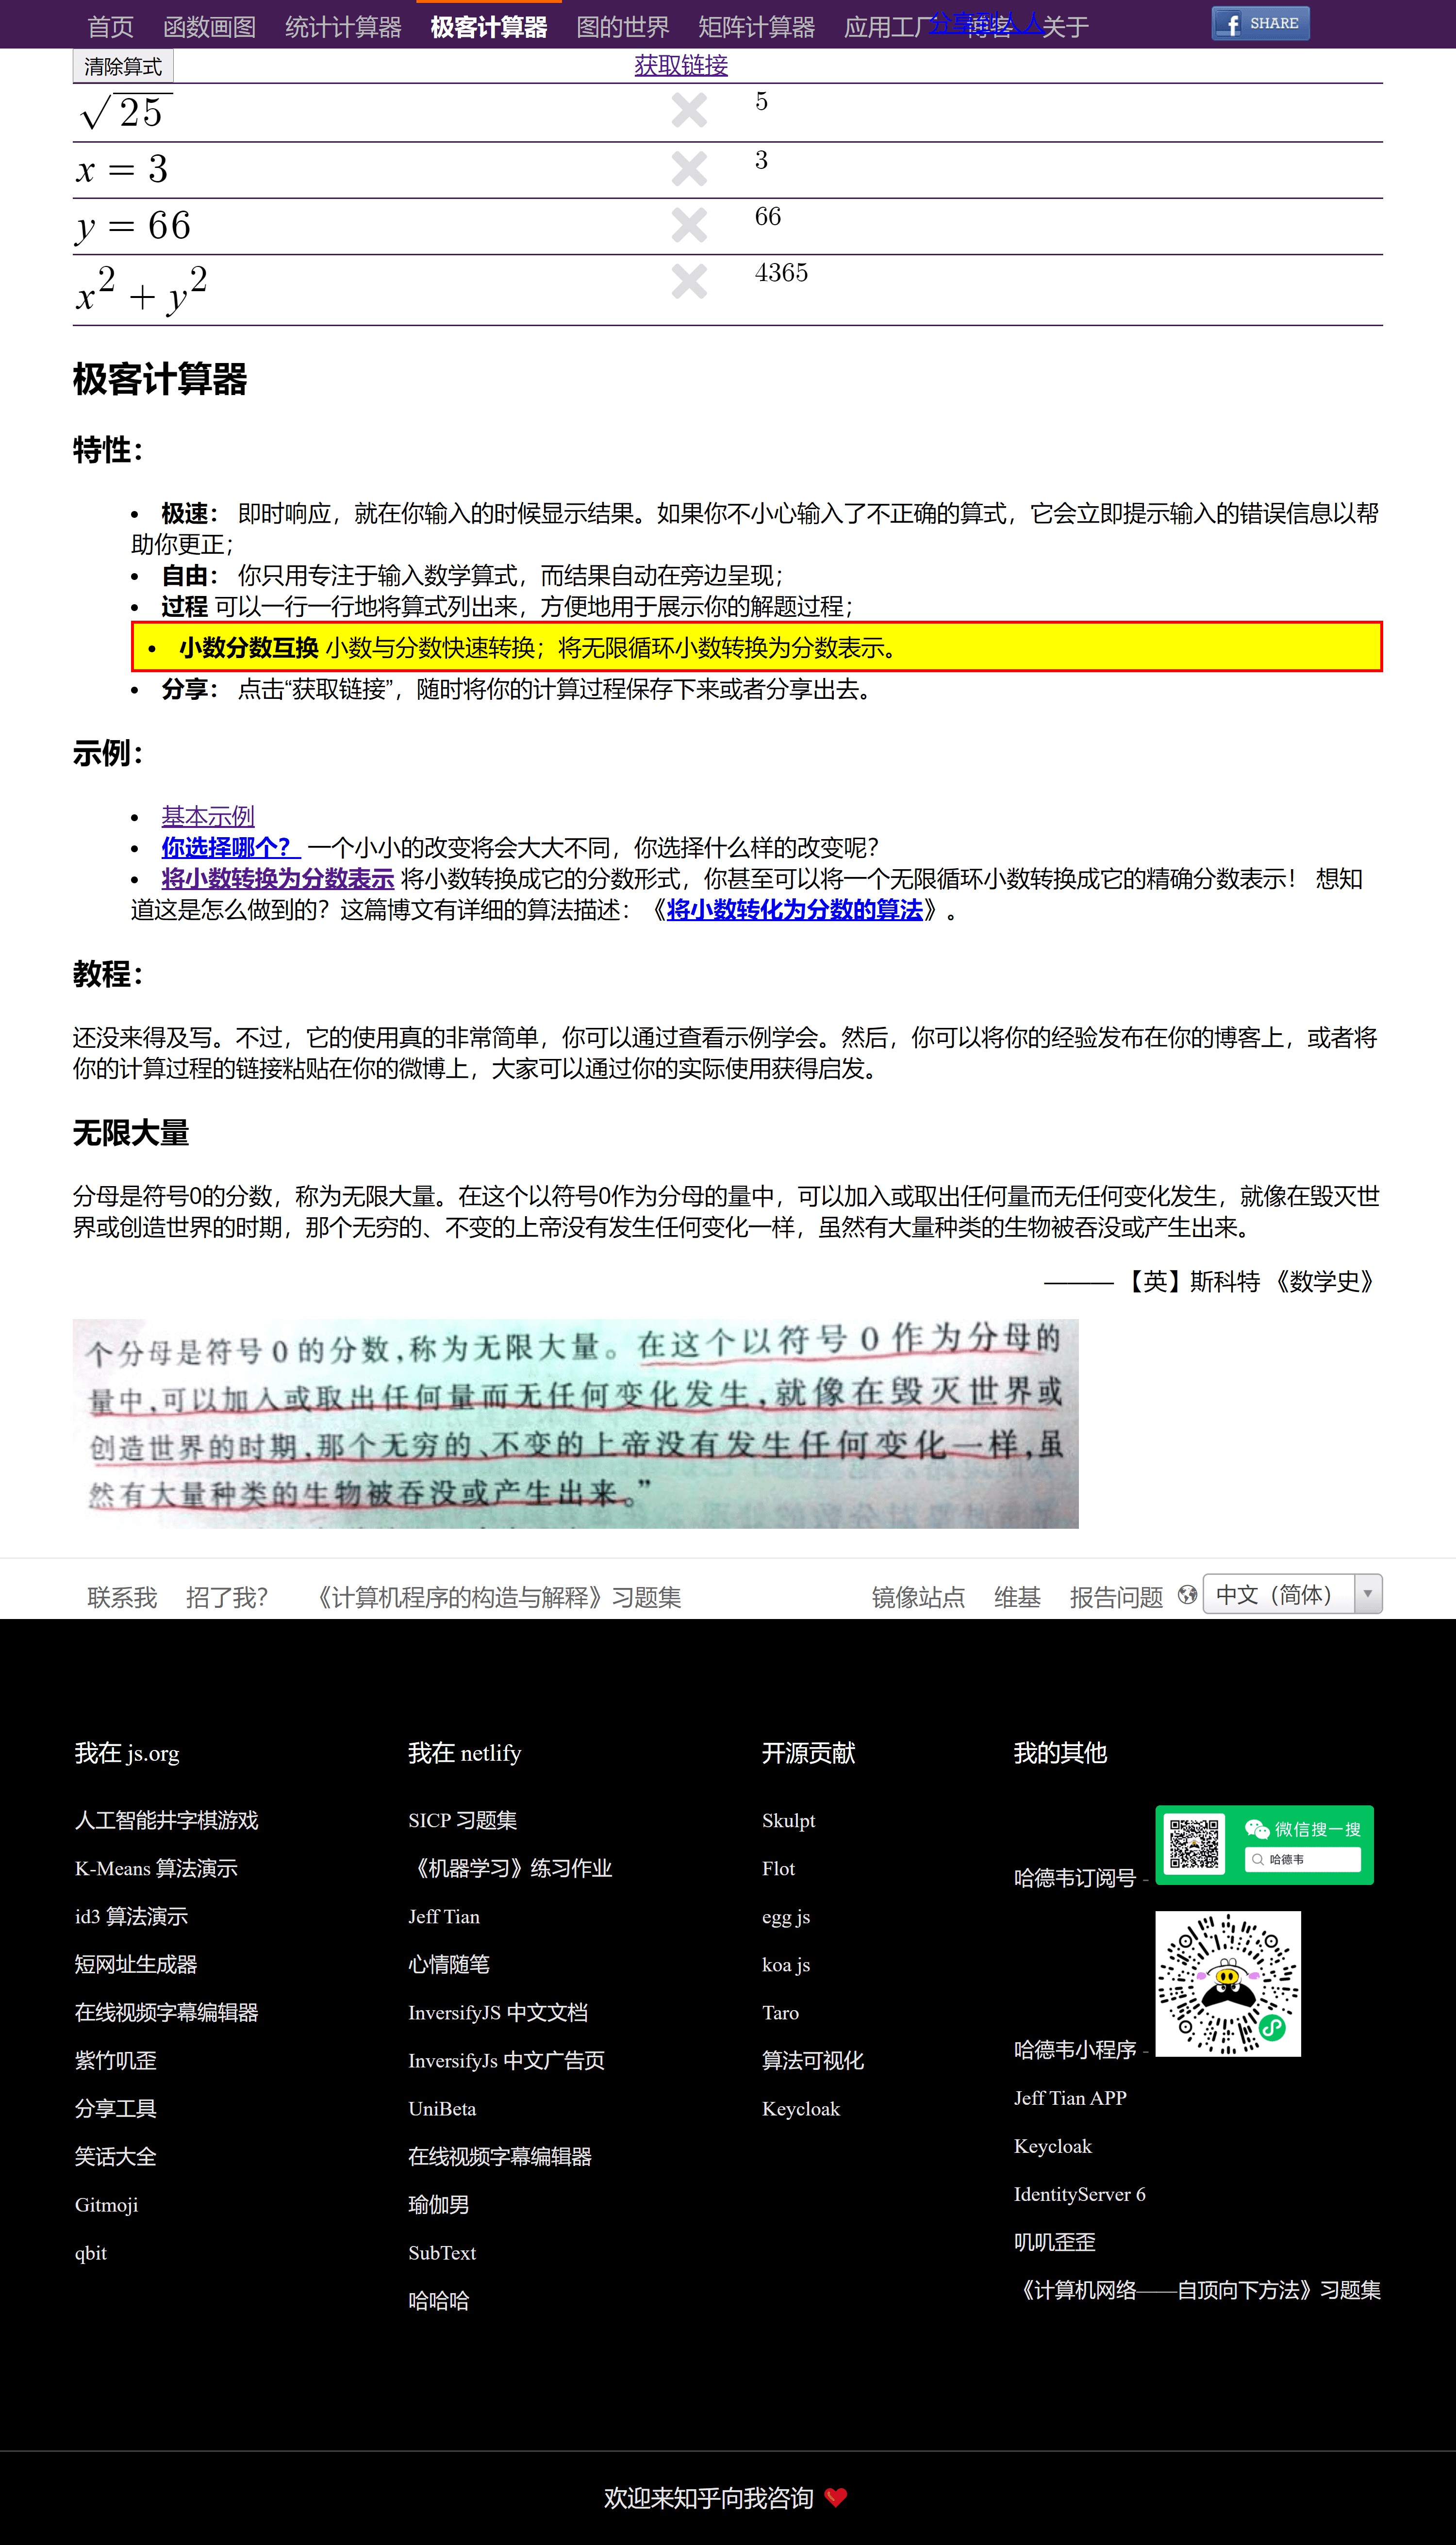 首页 函数画图 统计计算器 极客计算器 图的世界 矩阵计算器 应用工厂 分享到人人 博客 关于 SHARE
清除算式 获取链接
√25 5
x = 3 3
y = 66 66
x² + y² 4365
极客计算器
特性：
• 极速： 即时响应，就在你输入的时候显示结果。如果你不小心输入了不正确的算式，它会立即提示输入的错误信息以帮
助你更正；
• 自由： 你只用专注于输入数学算式，而结果自动在旁边呈现；
• 过程 可以一行一行地将算式列出来，方便地用于展示你的解题过程；
• 小数分数互换 小数与分数快速转换；将无限循环小数转换为分数表示。
• 分享： 点击“获取链接”，随时将你的计算过程保存下来或者分享出去。
示例：
• 基本示例
• 你选择哪个？ 一个小小的改变将会大大不同，你选择什么样的改变呢？
• 将小数转换为分数表示 将小数转换成它的分数形式，你甚至可以将一个无限循环小数转换成它的精确分数表示！ 想知
道这是怎么做到的？这篇博文有详细的算法描述：《将小数转化为分数的算法》。
教程：
还没来得及写。不过，它的使用真的非常简单，你可以通过查看示例学会。然后，你可以将你的经验发布在你的博客上，或者将
你的计算过程的链接粘贴在你的微博上，大家可以通过你的实际使用获得启发。
无限大量
分母是符号0的分数，称为无限大量。在这个以符号0作为分母的量中，可以加入或取出任何量而无任何变化发生，就像在毁灭世
界或创造世界的时期，那个无穷的、不变的上帝没有发生任何变化一样，虽然有大量种类的生物被吞没或产生出来。
——— 【英】斯科特 《数学史》
个分母是符号 0 的分数,称为无限大量。在这个以符号 0 作为分母的
量中,可以加入或取出任何量而无任何变化发生,就像在毁灭世界或
创造世界的时期,那个无穷的、不变的上帝没有发生任何变化一样,虽
然有大量种类的生物被吞没或产生出来。”
联系我 招了我？ 《计算机程序的构造与解释》习题集 镜像站点 维基 报告问题 中文（简体）
我在 js.org
人工智能井字棋游戏
K-Means 算法演示
id3 算法演示
短网址生成器
在线视频字幕编辑器
紫竹叽歪
分享工具
笑话大全
Gitmoji
qbit
我在 netlify
SICP 习题集
《机器学习》练习作业
Jeff Tian
心情随笔
InversifyJS 中文文档
InversifyJs 中文广告页
UniBeta
在线视频字幕编辑器
瑜伽男
SubText
哈哈哈
开源贡献
Skulpt
Flot
egg js
koa js
Taro
算法可视化
Keycloak
我的其他
哈德韦订阅号 - 微信搜一搜
哈德韦
哈德韦小程序 -
Jeff Tian APP
Keycloak
IdentityServer 6
叽叽歪歪
《计算机网络——自顶向下方法》习题集
欢迎来知乎向我咨询 ❤